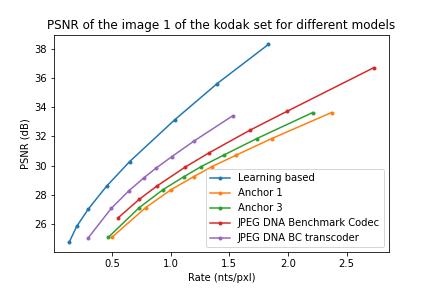 PSNR of the image 1 of the kodak set for different models
PSNR (dB)
38
36
34
32
30
28
26
Learning based
Anchor 1
Anchor 3
JPEG DNA Benchmark Codec
JPEG DNA BC transcoder
0.5 1.0 1.5 2.0 2.5
Rate (nts/pxl)